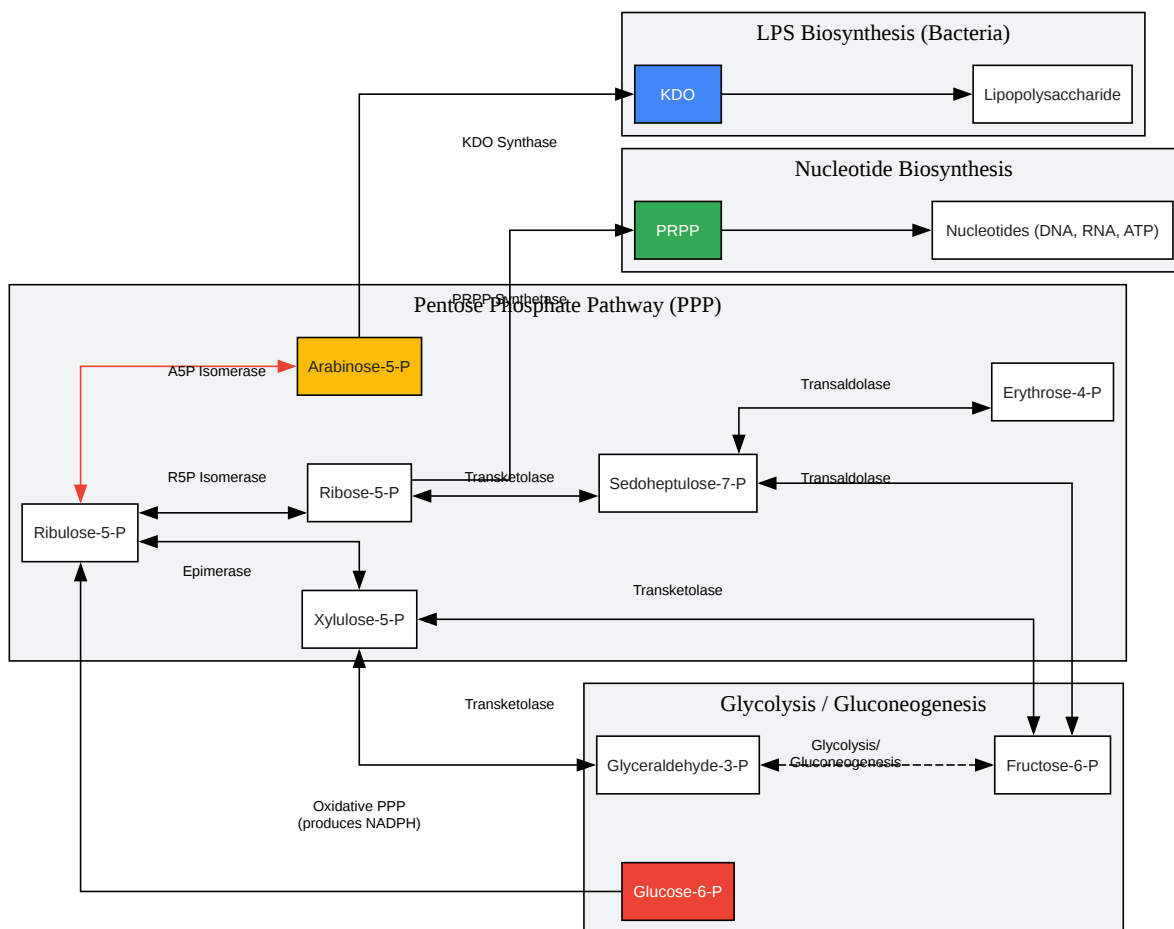 LPS Biosynthesis (Bacteria)
KDO
Lipopolysaccharide
KDO Synthase
Nucleotide Biosynthesis
PRPP
Nucleotides (DNA, RNA, ATP)
PRPP Synthetase
Pentose Phosphate Pathway (PPP)
Arabinose-5-P
A5P Isomerase
Transaldolase
Erythrose-4-P
R5P Isomerase
Ribose-5-P
Transketolase
Sedoheptulose-7-P
Transaldolase
Ribulose-5-P
Epimerase
Xylulose-5-P
Transketolase
Transketolase
Glycolysis / Gluconeogenesis
Glyceraldehyde-3-P
Glycolysis/
Gluconeogenesis
Fructose-6-P
Oxidative PPP
(produces NADPH)
Glucose-6-P